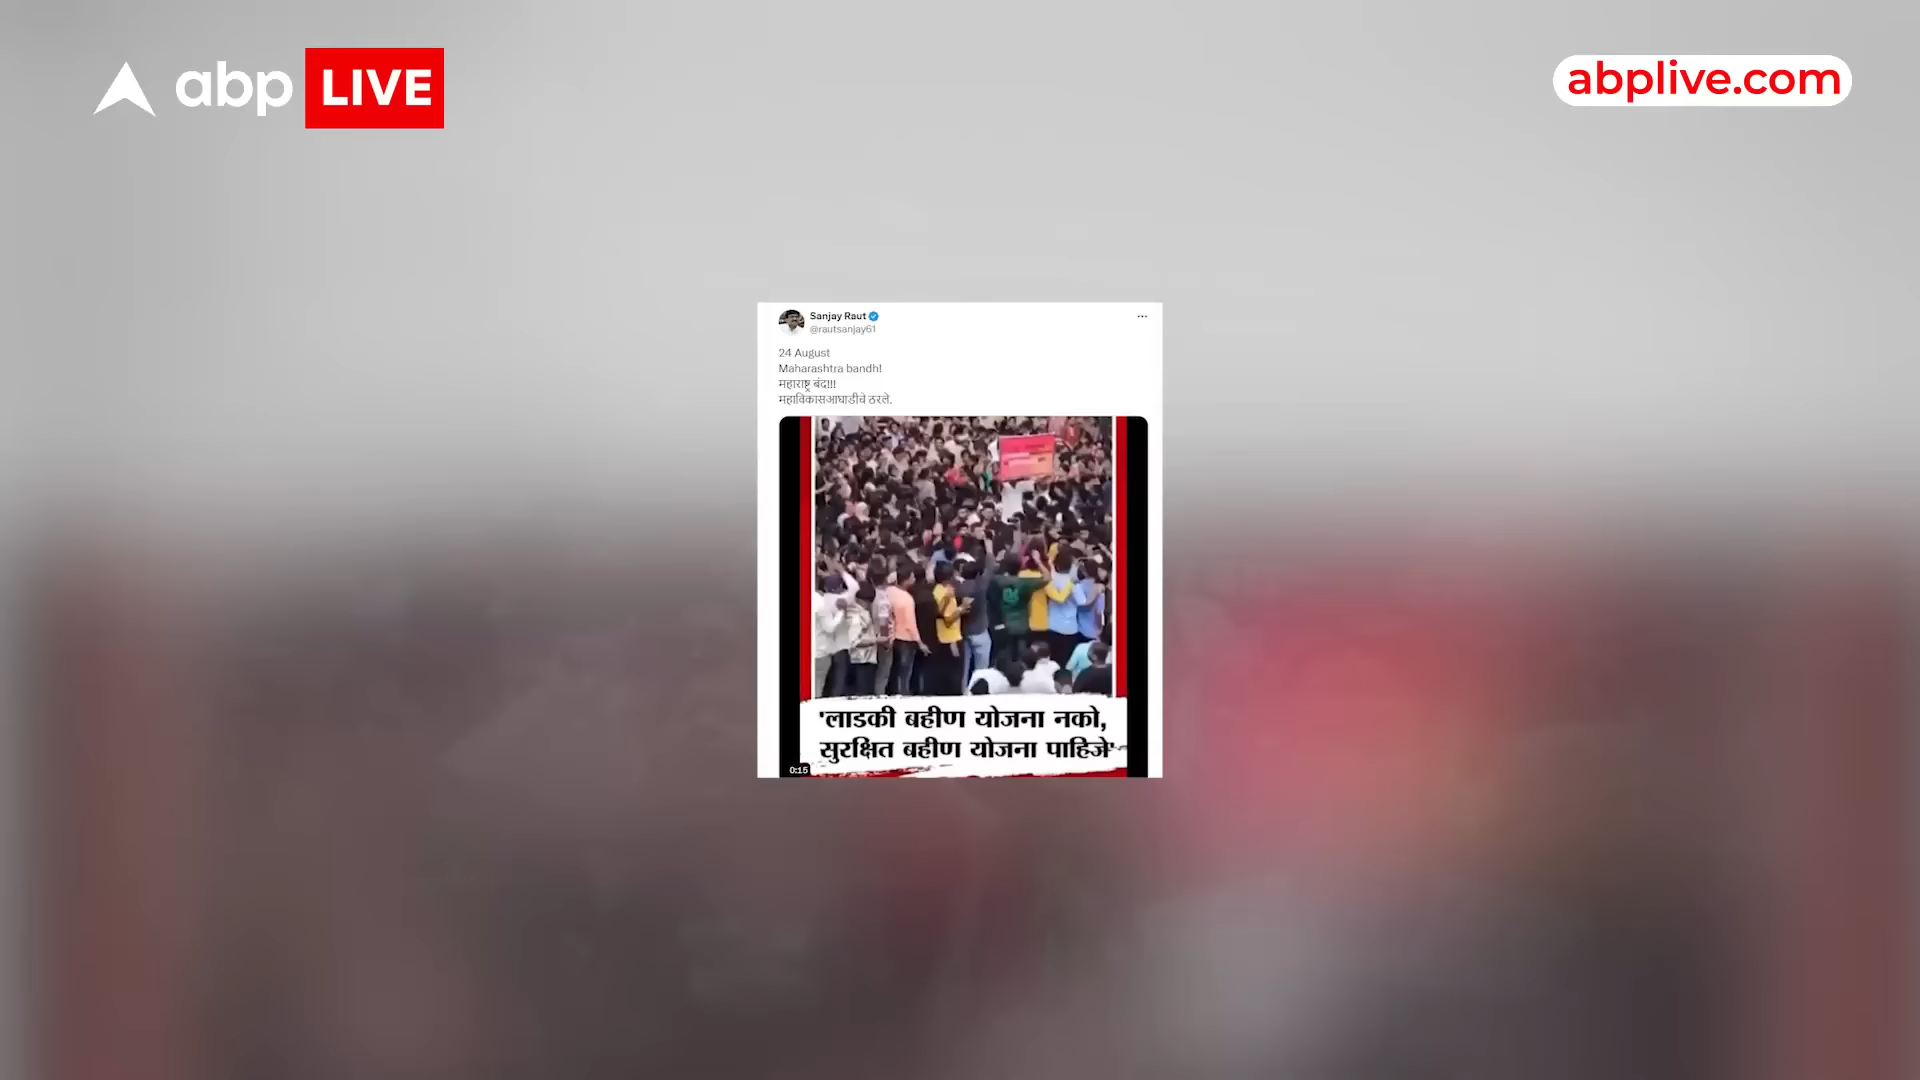 abp LIVE
abplive.com
Sanjay Raut
@rautsanjay61
24 August
Maharashtra bandh!
महाराष्ट्र बंद!!!
महाविकासआघाडीचे ठरले.
'लाडकी बहीण योजना नको,
सुरक्षित बहीण योजना पाहिजे'
0:15